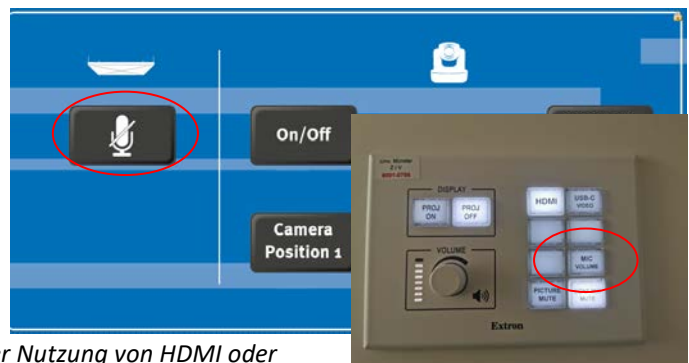 On/Off
Camera
Position 1
DISPLAY
PROJ
ON
PROJ
OFF
HDMI
USB-C
VIDEO
VOLUME
MIC
VOLUME
PICTURE
MUTE
MUTE
Extron
er Nutzung von HDMI oder